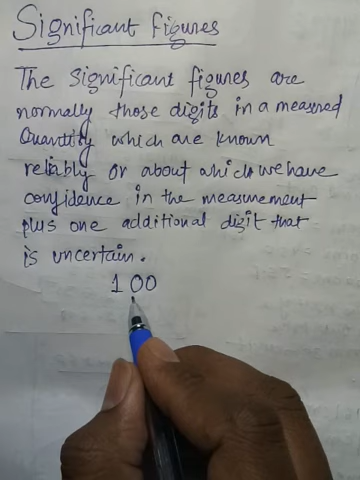 Significant figures
The significant figures are
normally those digits in a measured
Quantity which are known
reliably or about which we have
confidence in the measurement
plus one additional digit that
is uncertain.
100